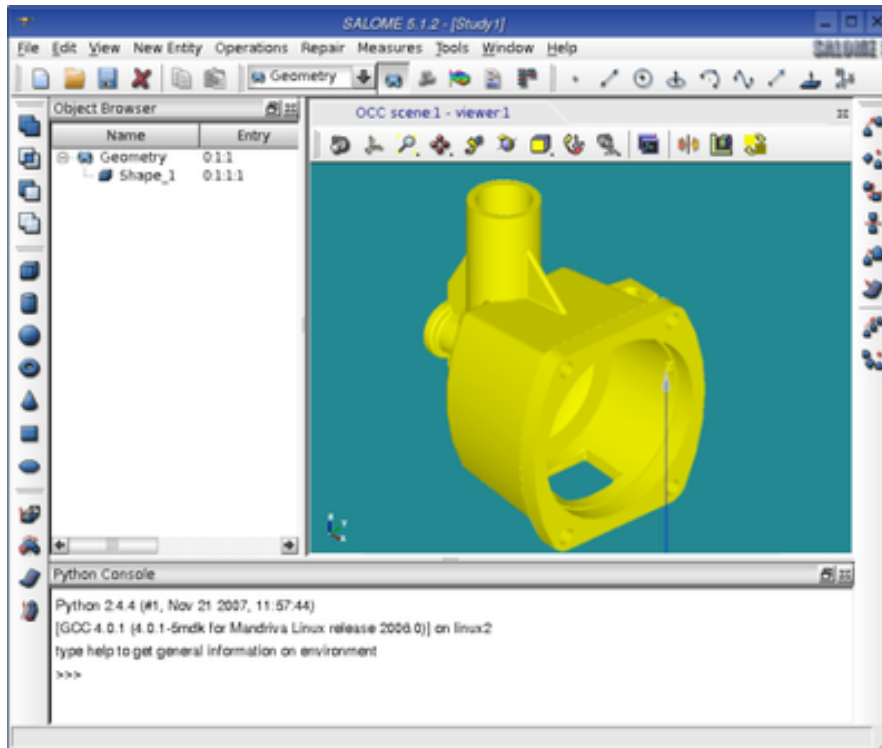 SALOME 5.1.2 - [Study1]
File Edit View New Entity Operations Repair Measures Tools Window Help
SALOME
Geometry
Object Browser
OCC scene:1 - viewer:1
Name Entry
Geometry 0:1:1
Shape_1 0:1:1:1
Python Console
Python 2.4.4 (#1, Nov 21 2007, 11:57:44)
[GCC 4.0.1 (4.0.1-5mdk for Mandriva Linux release 2006.0)] on linux2
type help to get general information on environment
>>>